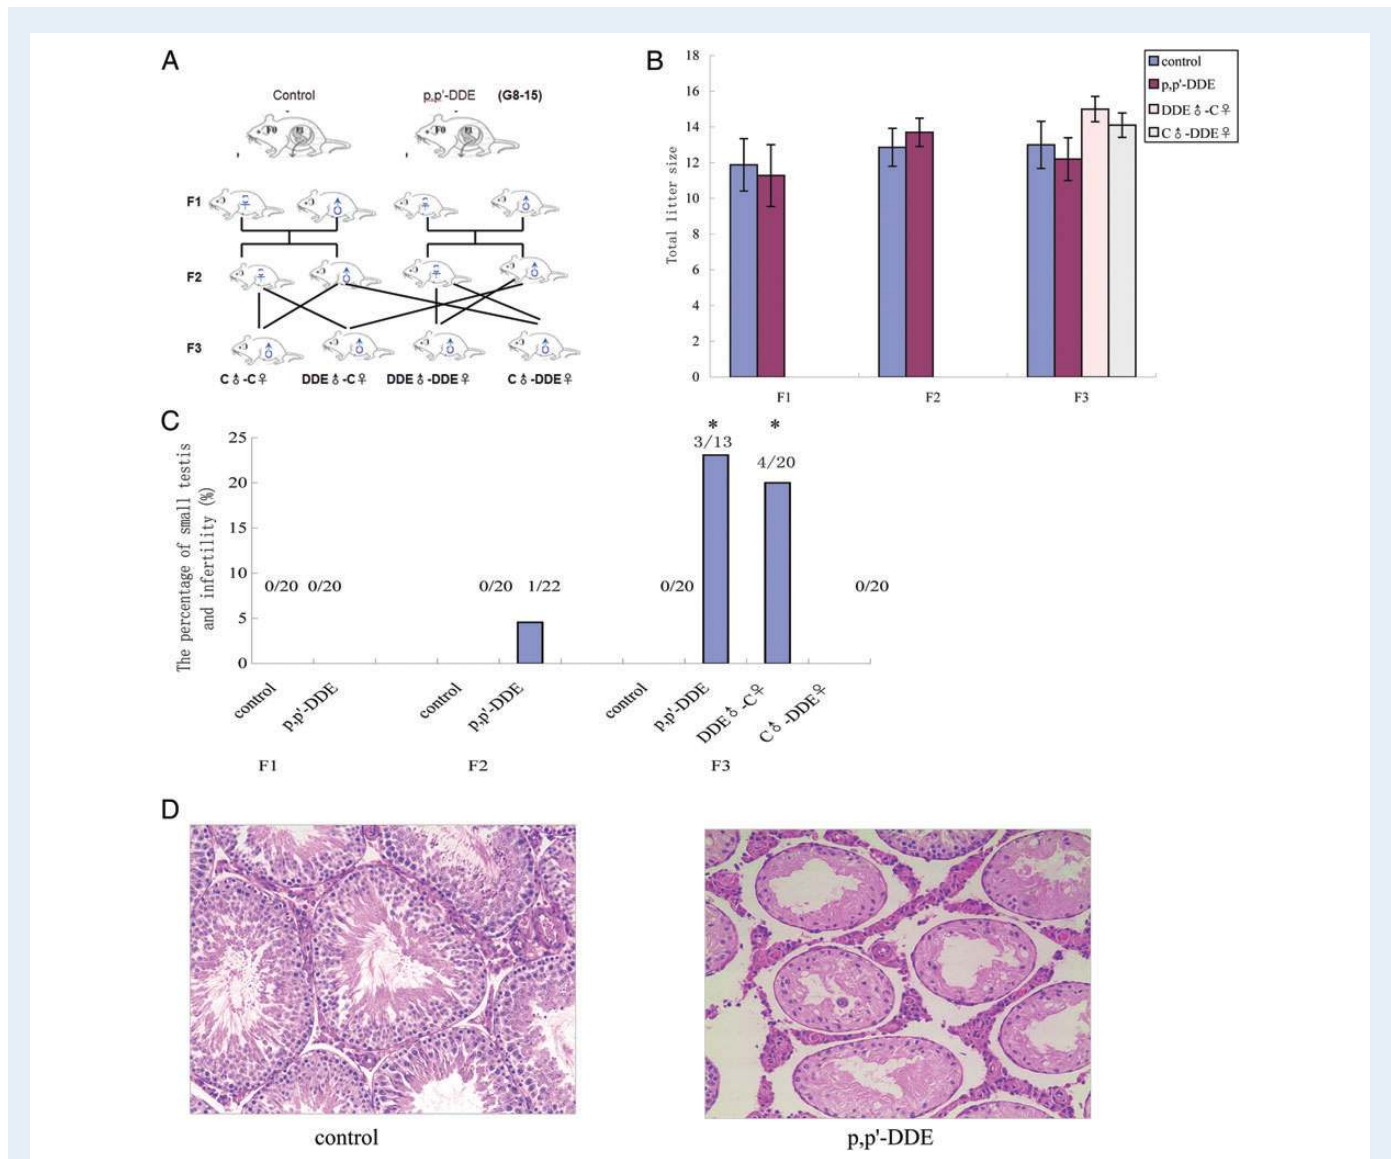 A
Control
p,p'-DDE (G8-15)
F0
F0
F1
F2
F3
C♂-C♀
DDE♂-C♀
DDE♂-DDE♀
C♂-DDE♀
B
Total litter size
18
16
14
12
10
8
6
4
2
0
F1
F2
F3
control
p,p'-DDE
DDE♂-C♀
C♂-DDE♀
C
The percentage of small testis
and infertility (%)
25
20
15
10
5
0
0/20
0/20
0/20
1/22
0/20
*
3/13
*
4/20
0/20
control
p,p'-DDE
control
p,p'-DDE
control
p,p'-DDE
DDE♂-C♀
C♂-DDE♀
F1
F2
F3
D
control
p,p'-DDE